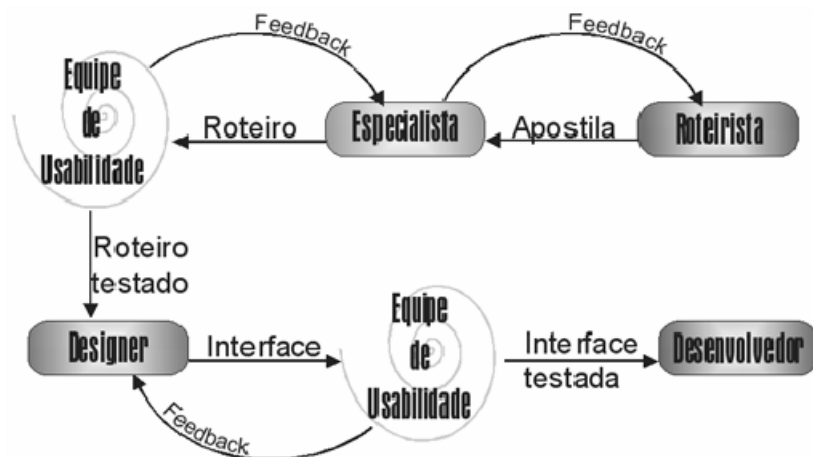 Feedback
Feedback
Equipe
de
Usabilidade
Roteiro
Especialista
Apostila
Roteirista
Roteiro
testado
Designer
Interface
Equipe
de
Usabilidade
Interface
testada
Desenvolvedor
Feedback